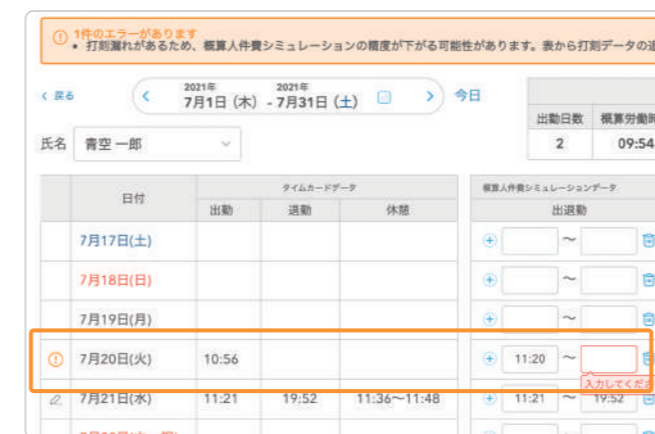 1件のエラーがあります
• 打刻漏れがあるため、概算人件費シミュレーションの精度が下がる可能性があります。表から打刻データの追
< 戻る
2021年 2021年
7月1日 (木) - 7月31日 (土)
今日
出勤日数 概算労働時
氏名 青空 一郎
2 09:54
日付 タイムカードデータ 概算人件費シミュレーションデータ
出勤 退勤 休憩 出退勤
7月17日(土) 〜
7月18日(日) 〜
7月19日(月) 〜
7月20日(火) 10:56 11:20 〜
入力してくださ
7月21日(水) 11:21 19:52 11:36〜11:48 11:21 〜 19:52